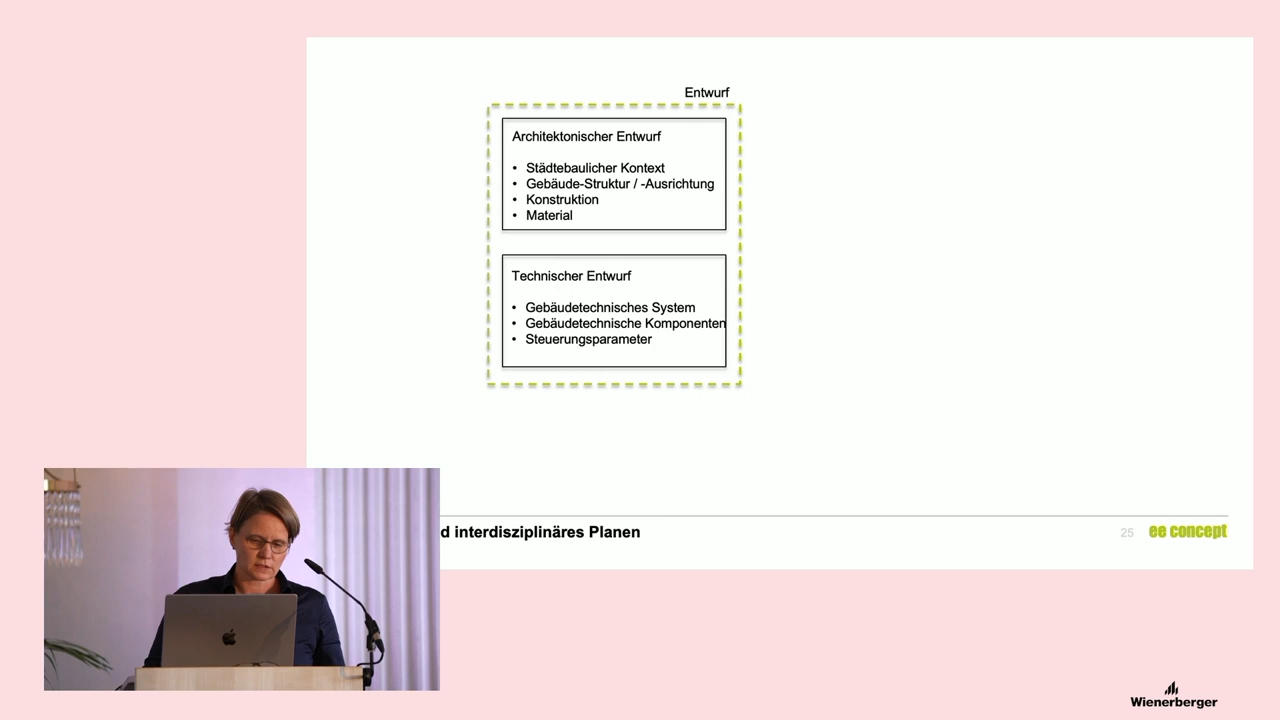 Entwurf
Architektonischer Entwurf
• Städtebaulicher Kontext
• Gebäude-Struktur / -Ausrichtung
• Konstruktion
• Material
Technischer Entwurf
• Gebäudetechnisches System
• Gebäudetechnische Komponenten
• Steuerungsparameter
d interdisziplinäres Planen
25
ee concept
Wienerberger